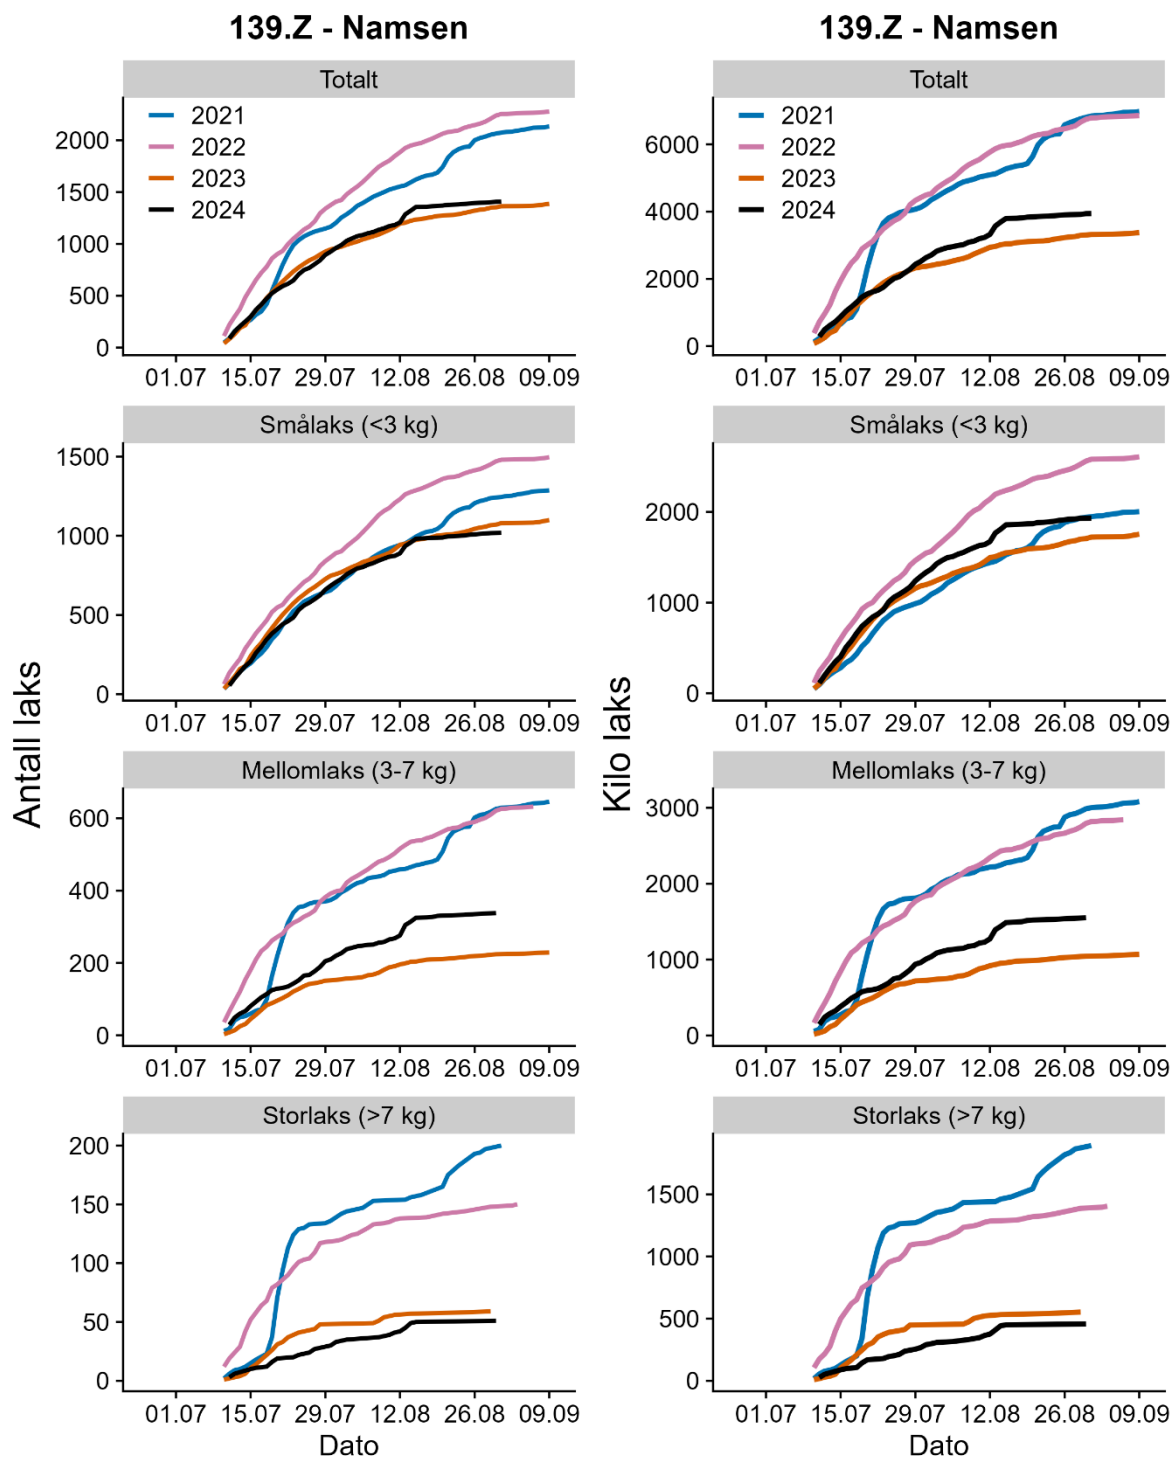 139.Z - Namsen
Totalt
2021
2022
2023
2024
2000
1500
1000
500
0
01.07 15.07 29.07 12.08 26.08 09.09
Smålaks (<3 kg)
1500
1000
500
0
01.07 15.07 29.07 12.08 26.08 09.09
Mellomlaks (3-7 kg)
600
400
200
0
01.07 15.07 29.07 12.08 26.08 09.09
Storlaks (>7 kg)
200
150
100
50
0
01.07 15.07 29.07 12.08 26.08 09.09
Dato
Antall laks
139.Z - Namsen
Totalt
2021
2022
2023
2024
6000
4000
2000
0
01.07 15.07 29.07 12.08 26.08 09.09
Smålaks (<3 kg)
2000
1000
0
01.07 15.07 29.07 12.08 26.08 09.09
Mellomlaks (3-7 kg)
3000
2000
1000
0
01.07 15.07 29.07 12.08 26.08 09.09
Storlaks (>7 kg)
1500
1000
500
0
01.07 15.07 29.07 12.08 26.08 09.09
Dato
Kilo laks